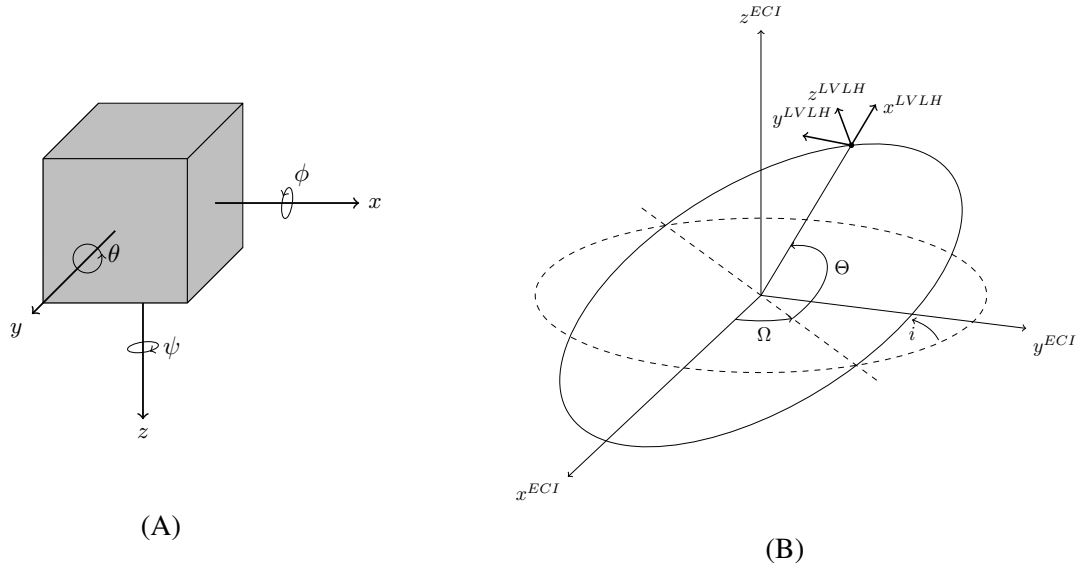 ϕ
x
θ
y
ψ
z
(A)
z^{ECI}
z^{LVLH}
x^{LVLH}
y^{LVLH}
Θ
Ω
i
y^{ECI}
x^{ECI}
(B)